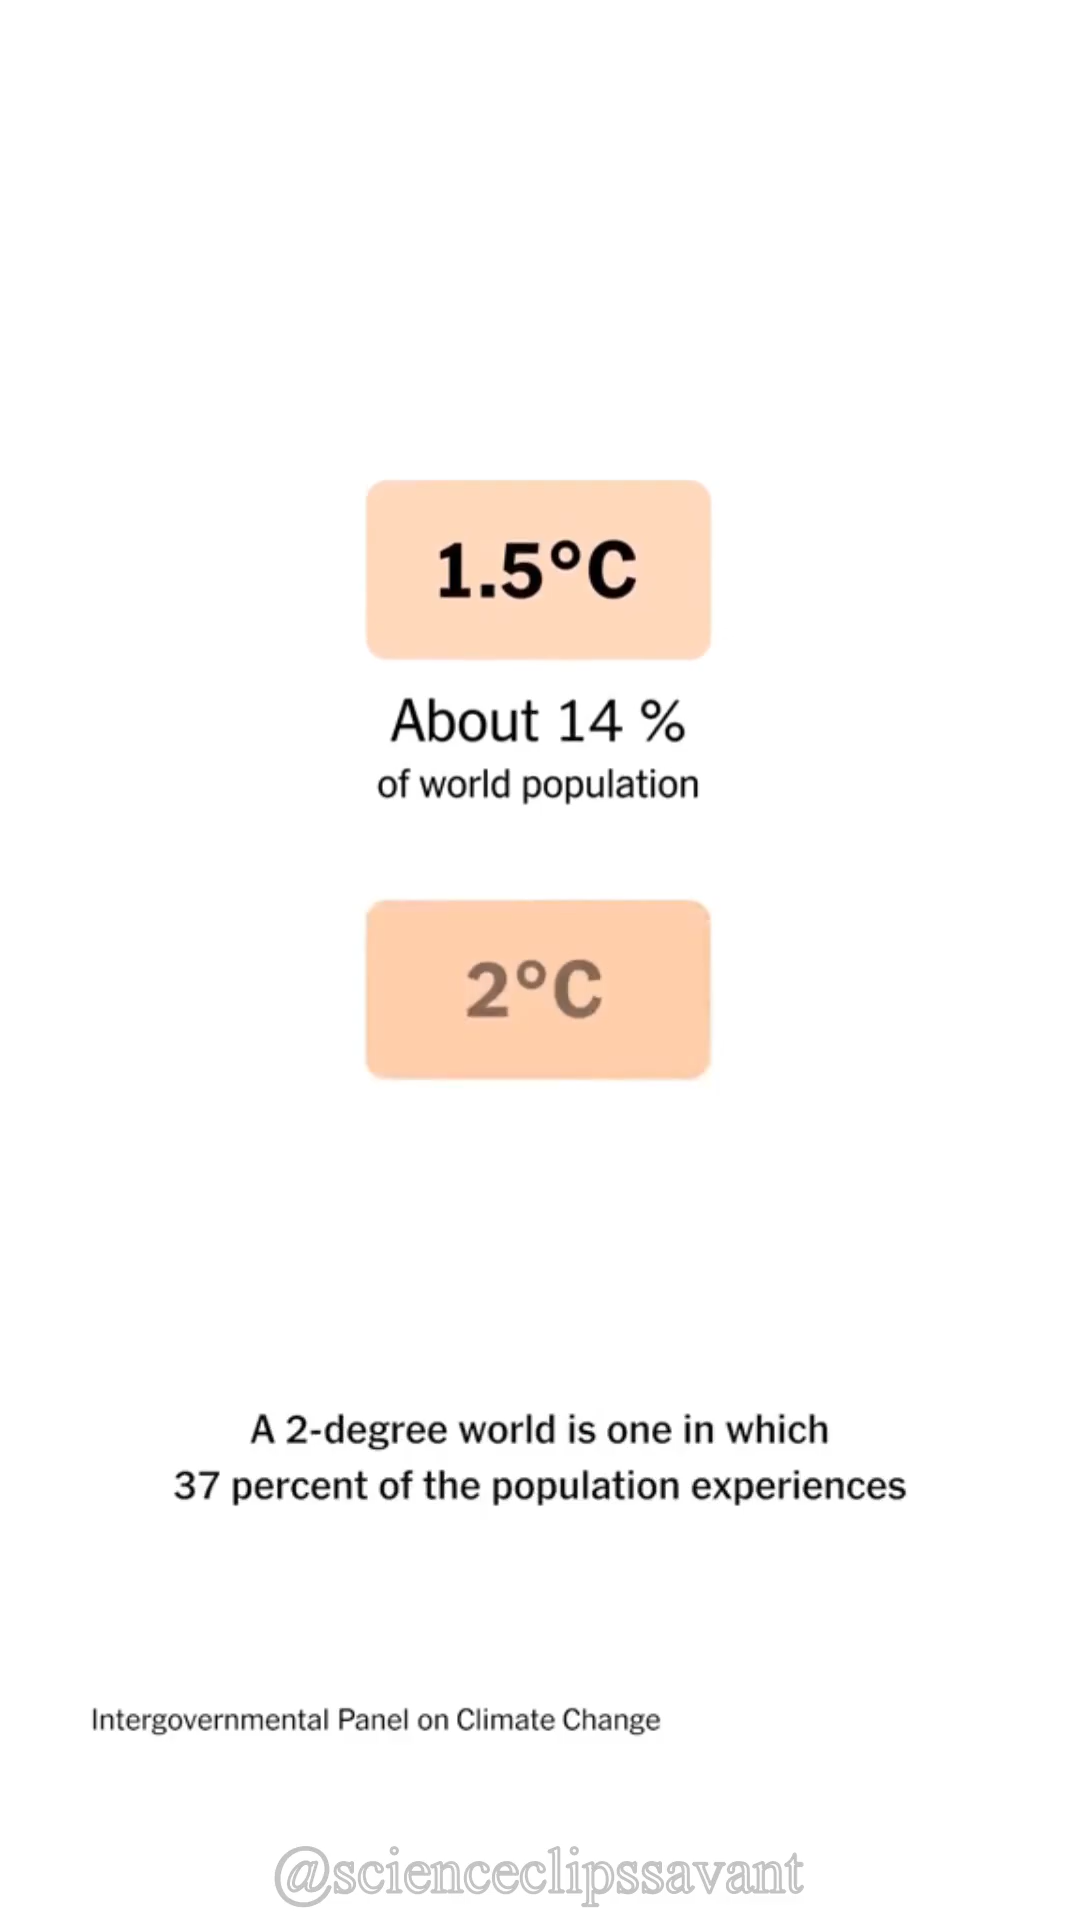 1.5°C
About 14 %
of world population
2°C
A 2-degree world is one in which
37 percent of the population experiences
Intergovernmental Panel on Climate Change
@scienceclipssavant